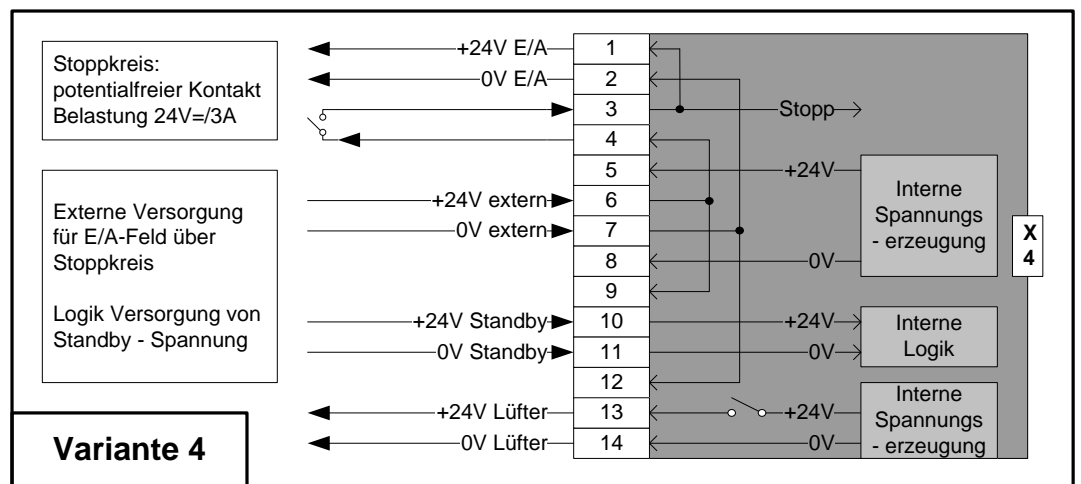 Stoppkreis:
potentialfreier Kontakt
Belastung 24V=/3A
Externe Versorgung
für E/A-Feld über
Stoppkreis
Logik Versorgung von
Standby - Spannung
Variante 4
+24V E/A
0V E/A
+24V extern
0V extern
+24V Standby
0V Standby
+24V Lüfter
0V Lüfter
1
2
3
4
5
6
7
8
9
10
11
12
13
14
Stopp
+24V
0V
+24V
0V
+24V
0V
Interne
Spannungs
- erzeugung
Interne
Logik
Interne
Spannungs
- erzeugung
X
4